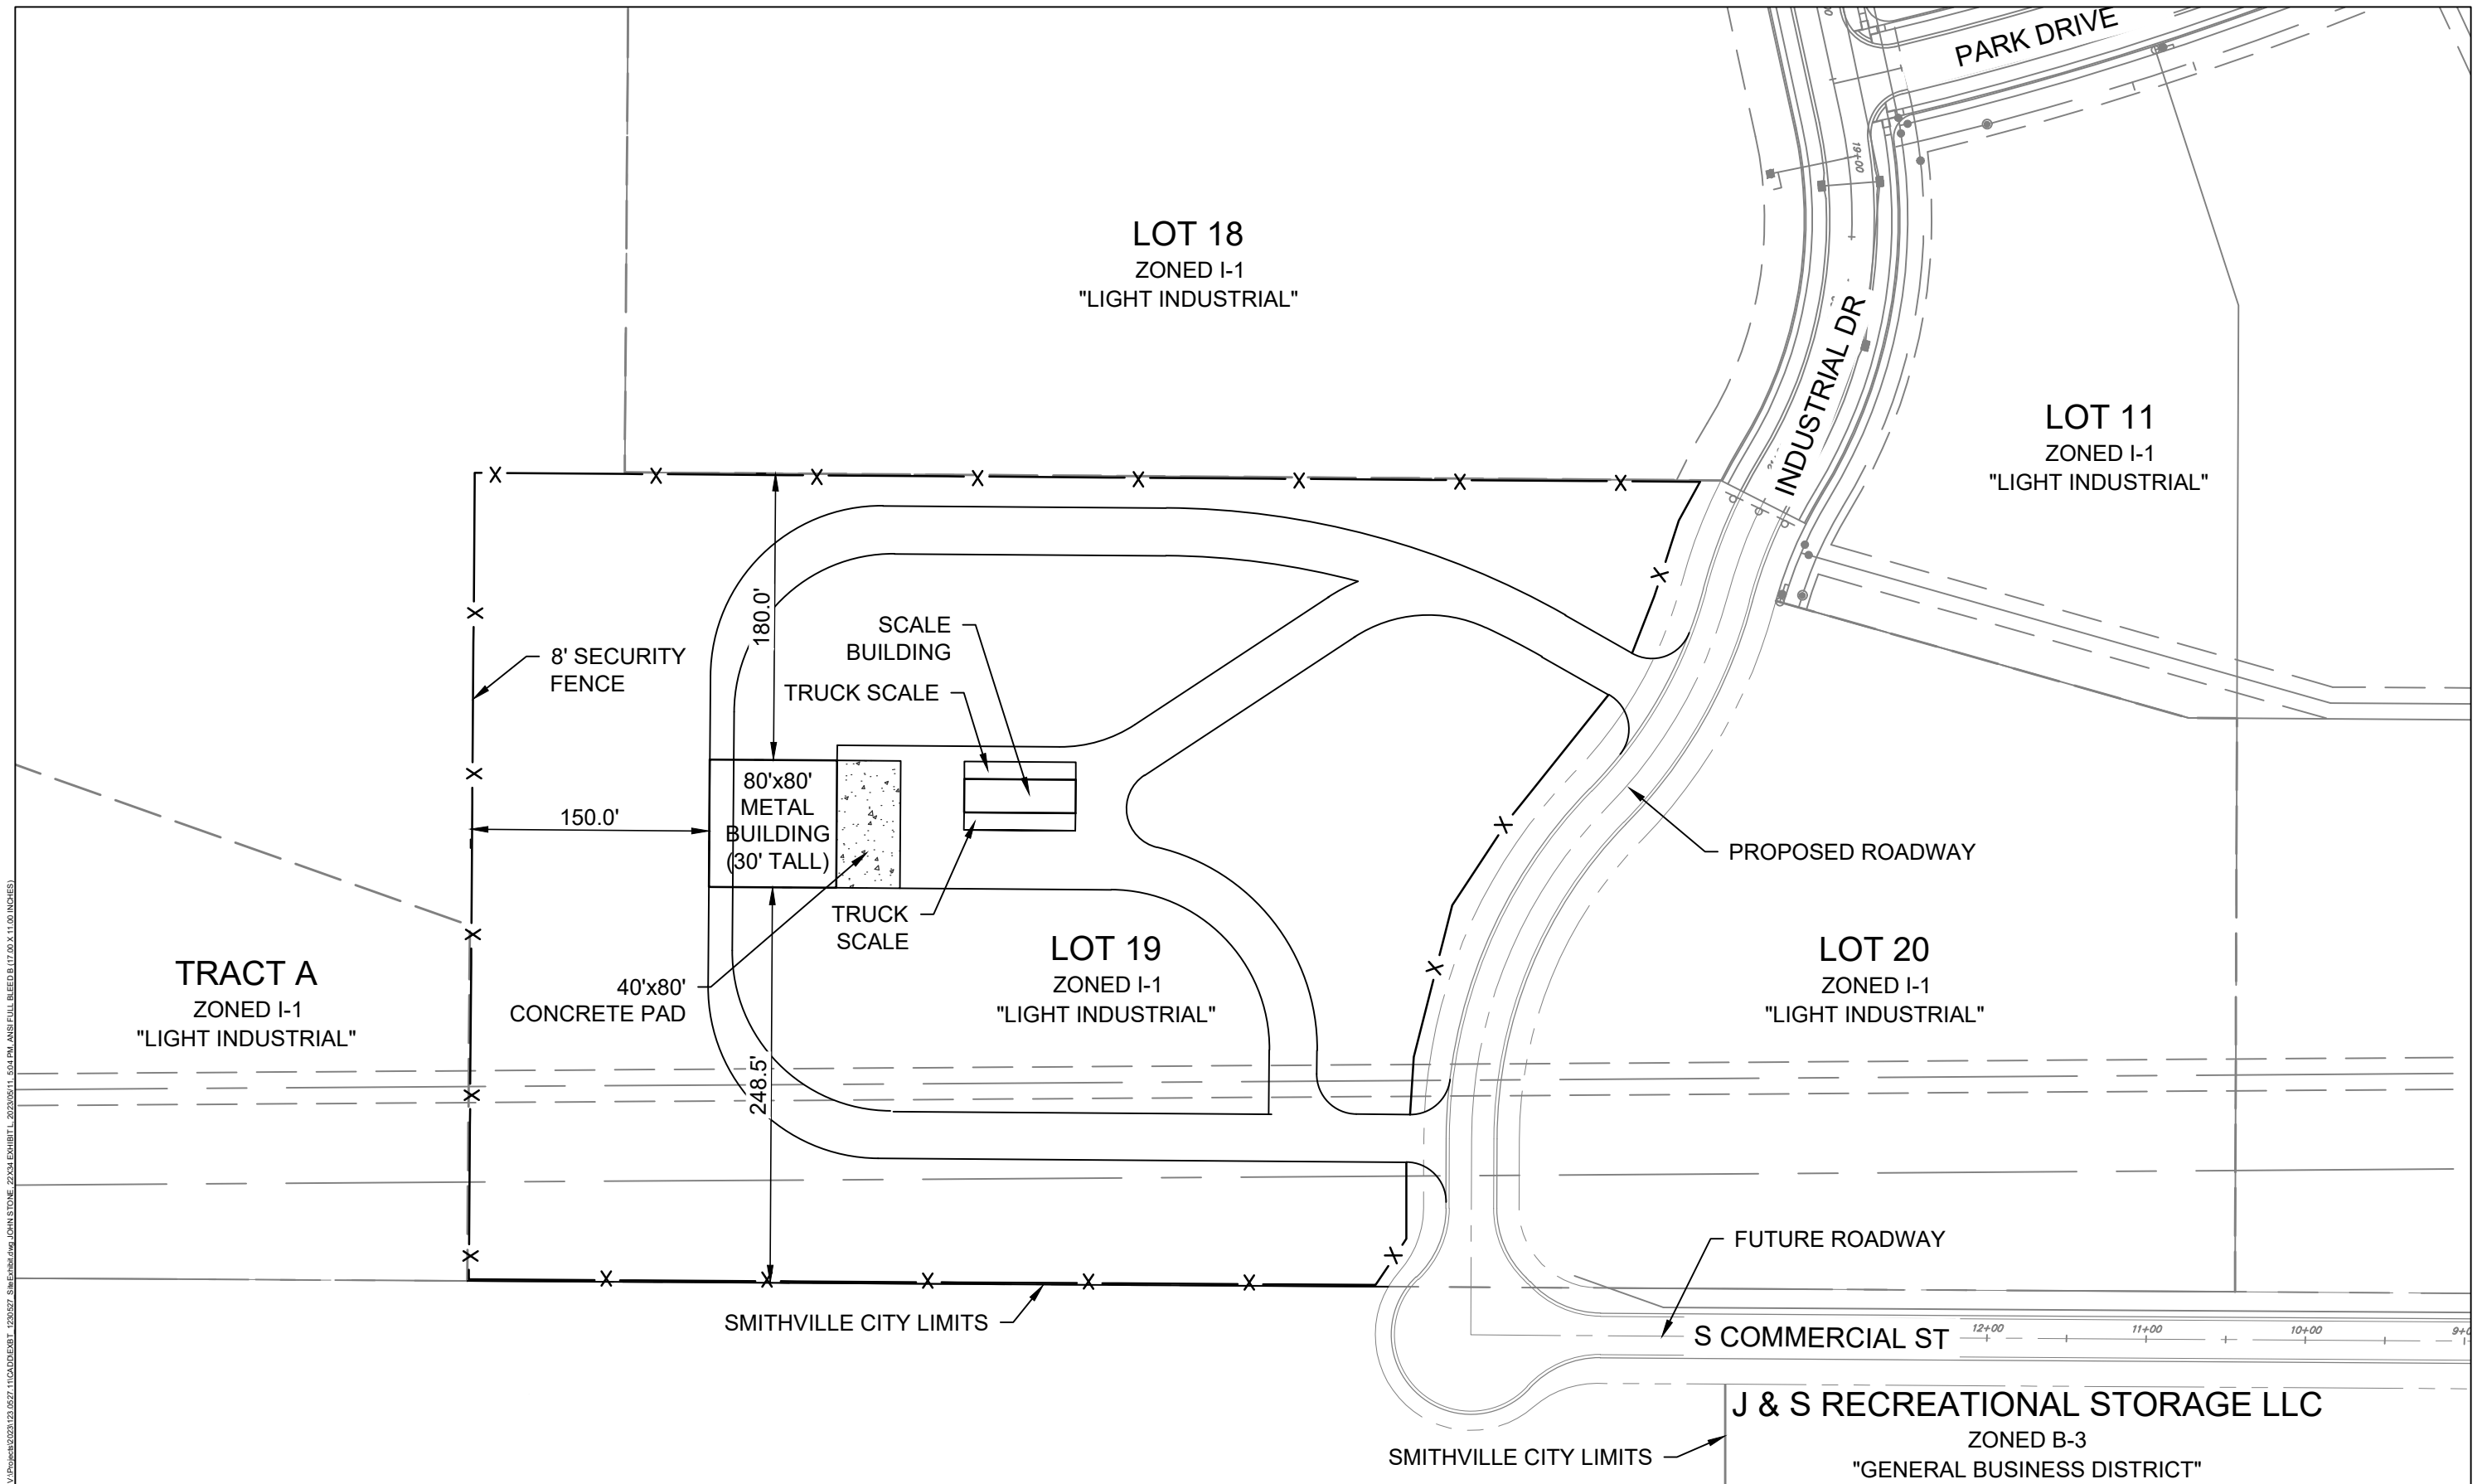 PARK DRIVE
19+00
LOT 18
ZONED I-1
"LIGHT INDUSTRIAL"
INDUSTRIAL DR
LOT 11
ZONED I-1
"LIGHT INDUSTRIAL"
X X X X X X X X
X
X
180.0'
SCALE
BUILDING
8' SECURITY
FENCE
TRUCK SCALE
X
80'x80'
METAL
BUILDING
(30' TALL)
150.0'
X
PROPOSED ROADWAY
TRUCK
SCALE
X
LOT 19
ZONED I-1
"LIGHT INDUSTRIAL"
X
LOT 20
ZONED I-1
"LIGHT INDUSTRIAL"
TRACT A
ZONED I-1
"LIGHT INDUSTRIAL"
40'x80'
CONCRETE PAD
248.5'
X
X
X
FUTURE ROADWAY
X X X X X
SMITHVILLE CITY LIMITS
S COMMERCIAL ST
12+00
11+00
10+00
J & S RECREATIONAL STORAGE LLC
ZONED B-3
"GENERAL BUSINESS DISTRICT"
SMITHVILLE CITY LIMITS